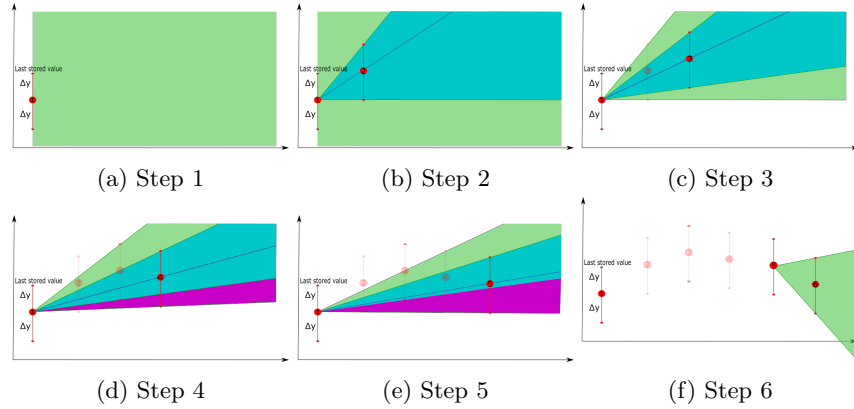 Last stored value
Δy
Δy
(a) Step 1
Last stored value
Δy
Δy
(b) Step 2
Last stored value
Δy
Δy
(c) Step 3
Last stored value
Δy
Δy
(d) Step 4
Last stored value
Δy
Δy
(e) Step 5
Last stored value
Δy
Δy
(f) Step 6